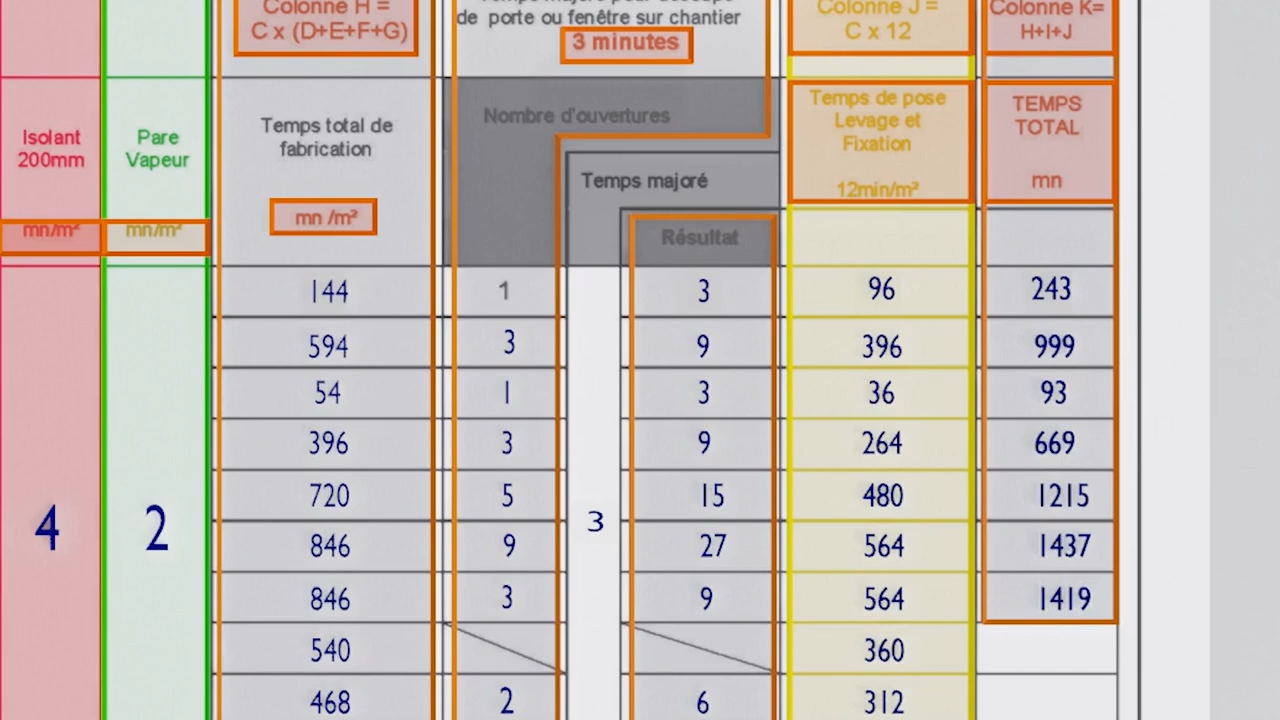 Colonne H =
C x (D+E+F+G)
de porte ou fenêtre sur chantier
3 minutes
Colonne J =
C x 12
Colonne K=
H+I+J
Isolant
200mm
mn/m²
Pare
Vapeur
mn/m²
Temps total de
fabrication
mn /m²
Nombre d'ouvertures
Temps majoré
Résultat
Temps de pose
Levage et
Fixation
12min/m²
TEMPS
TOTAL
mn
144 1 3 96 243
594 3 9 396 999
54 1 3 36 93
396 3 9 264 669
720 5 15 480 1215
4 2 3
846 9 27 564 1437
846 3 9 564 1419
540 360
468 2 6 312